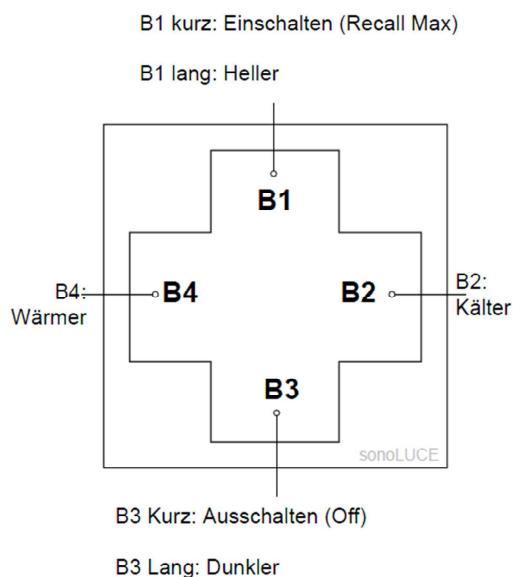 B1 kurz: Einschalten (Recall Max)
B1 lang: Heller
B1
B4:
Wärmer
B4
B2
B2:
Kälter
B3
sonoLUCE
B3 Kurz: Ausschalten (Off)
B3 Lang: Dunkler